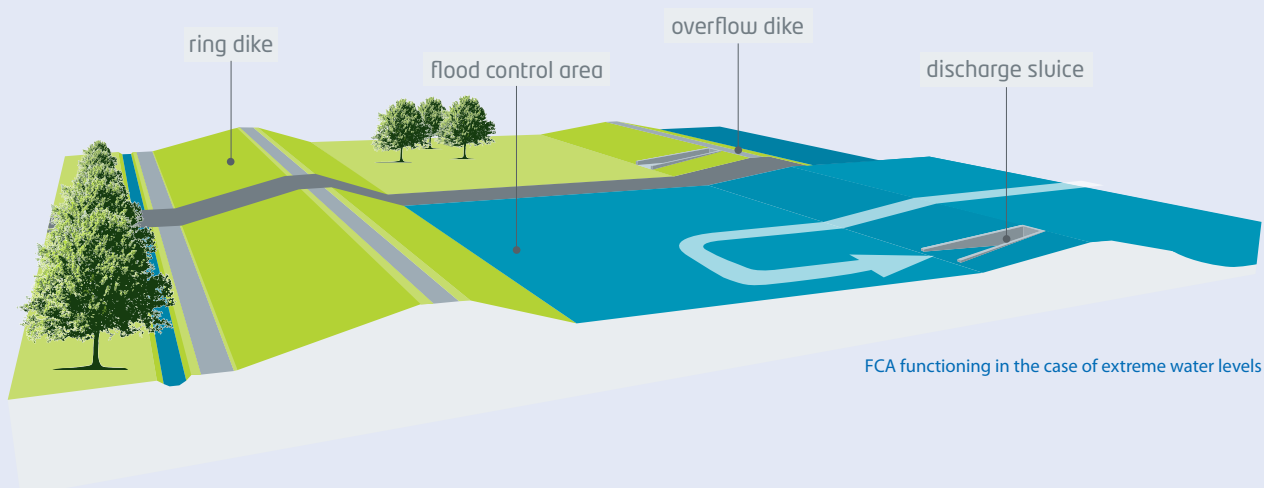 overflow dike
ring dike
flood control area
discharge sluice
FCA functioning in the case of extreme water levels